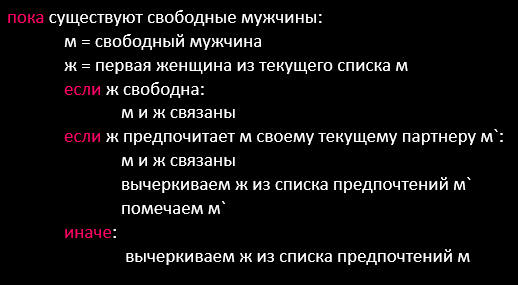 пока существуют свободные мужчины:
м = свободный мужчина
ж = первая женщина из текущего списка м
если ж свободна:
м и ж связаны
если ж предпочитает м своему текущему партнеру м`:
м и ж связаны
вычеркиваем ж из списка предпочтений м`
помечаем м`
иначе:
вычеркиваем ж из списка предпочтений м